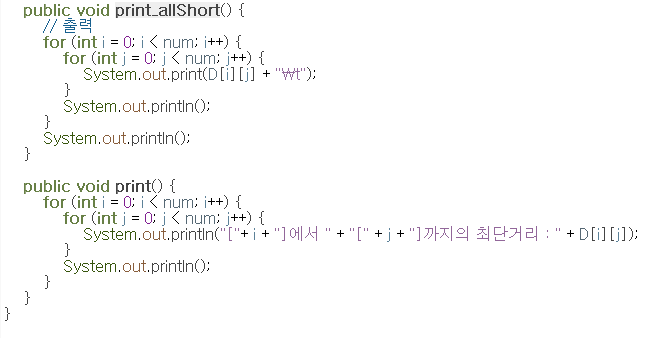 public void print_allShort() {
// 출력
for (int i = 0; i < num; i++) {
for (int j = 0; j < num; j++) {
System.out.print(D[i][j] + "₩t");
}
System.out.println();
}
System.out.println();
}
public void print() {
for (int i = 0; i < num; i++) {
for (int j = 0; j < num; j++) {
System.out.println("["+ i + "]에서 " + "[" + j + "]까지의 최단거리 : " + D[i][j]);
}
System.out.println();
}
}
}